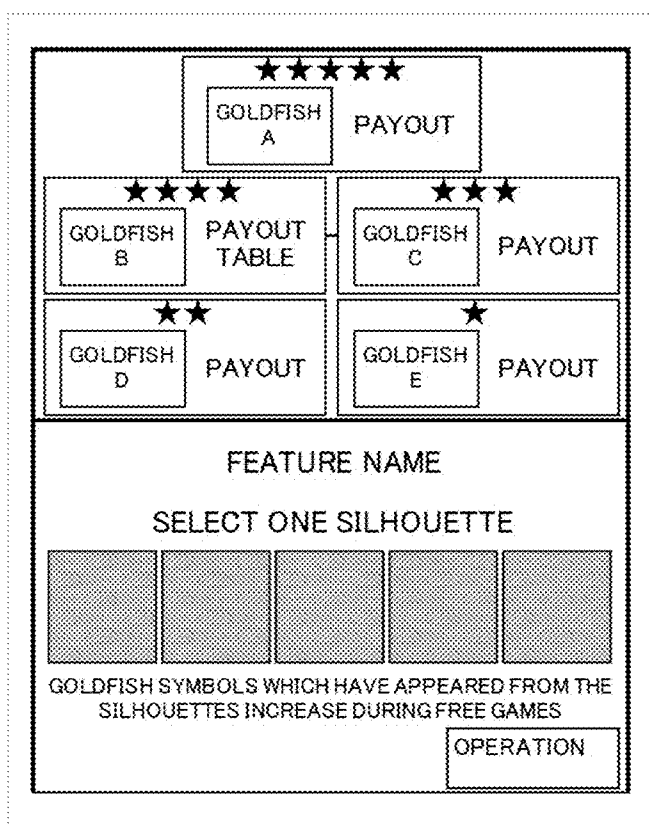 ★★★★★
GOLDFISH
A
PAYOUT
★★★★
GOLDFISH
B
PAYOUT
TABLE
★★★
GOLDFISH
C
PAYOUT
★★
GOLDFISH
D
PAYOUT
★
GOLDFISH
E
PAYOUT
FEATURE NAME
SELECT ONE SILHOUETTE
GOLDFISH SYMBOLS WHICH HAVE APPEARED FROM THE
SILHOUETTES INCREASE DURING FREE GAMES
OPERATION